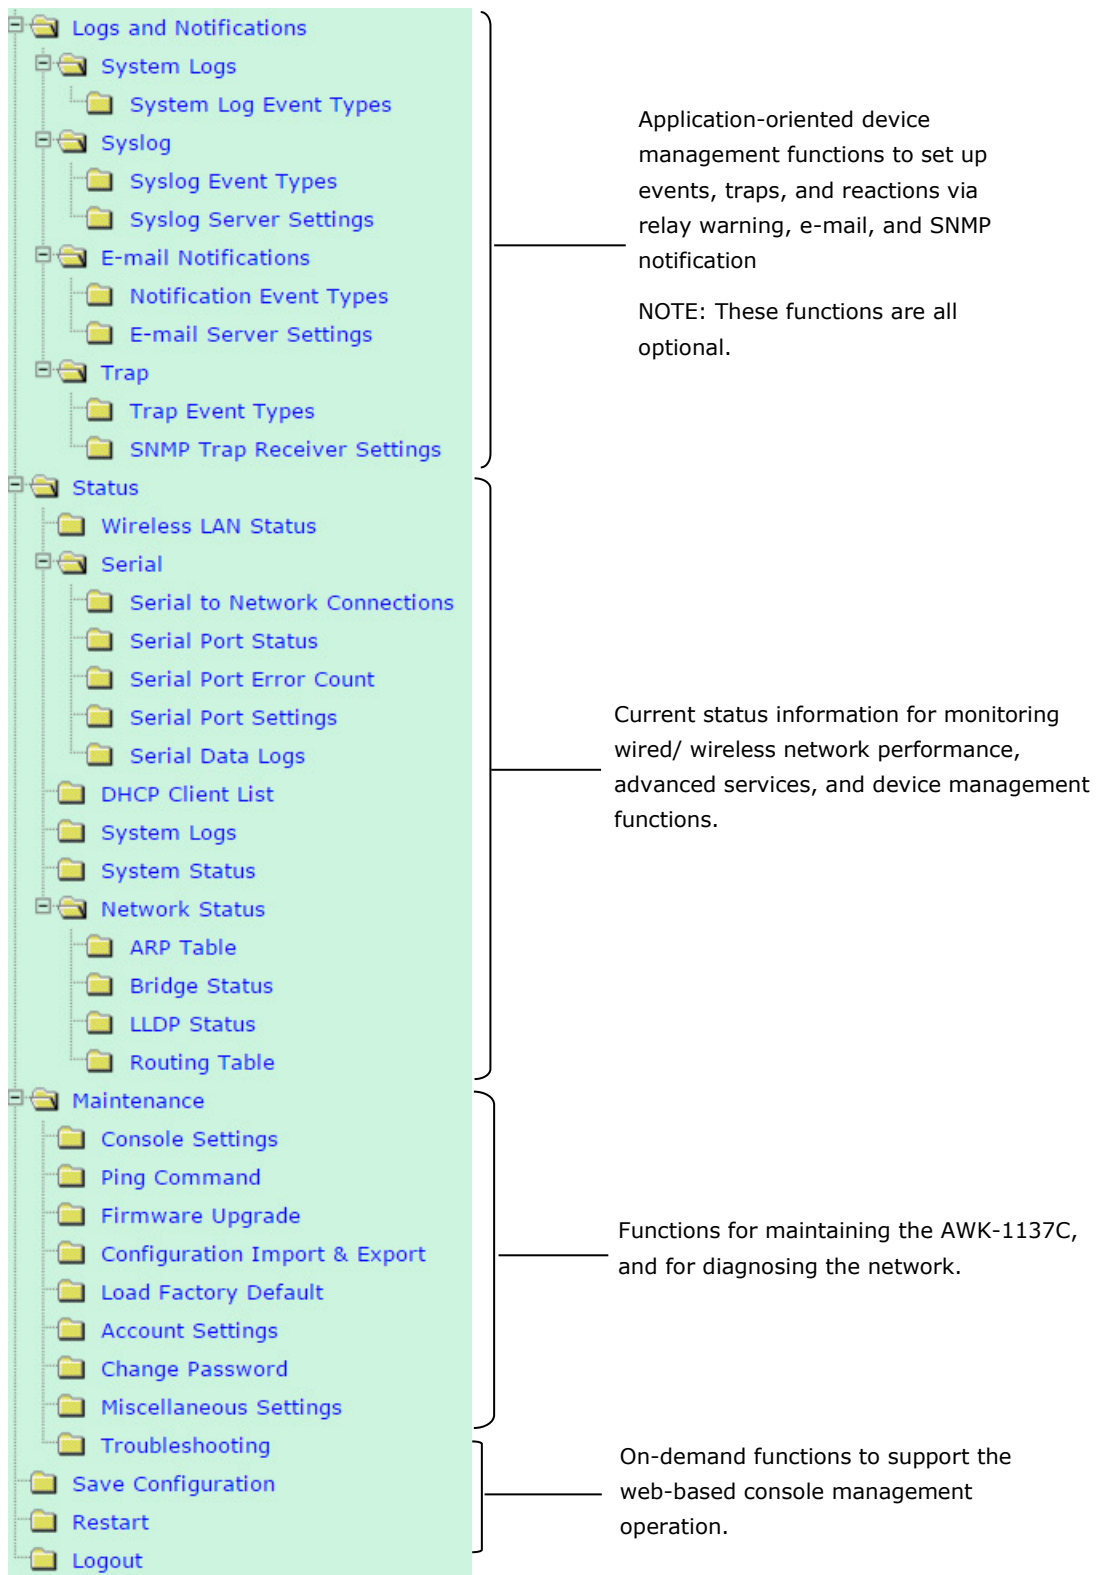 Logs and Notifications
System Logs
System Log Event Types
Syslog
Syslog Event Types
Syslog Server Settings
E-mail Notifications
Notification Event Types
E-mail Server Settings
Trap
Trap Event Types
SNMP Trap Receiver Settings
Application-oriented device
management functions to set up
events, traps, and reactions via
relay warning, e-mail, and SNMP
notification
NOTE: These functions are all
optional.
Status
Wireless LAN Status
Serial
Serial to Network Connections
Serial Port Status
Serial Port Error Count
Serial Port Settings
Serial Data Logs
DHCP Client List
System Logs
System Status
Network Status
ARP Table
Bridge Status
LLDP Status
Routing Table
Current status information for monitoring
wired/ wireless network performance,
advanced services, and device management
functions.
Maintenance
Console Settings
Ping Command
Firmware Upgrade
Configuration Import & Export
Load Factory Default
Account Settings
Change Password
Miscellaneous Settings
Troubleshooting
Functions for maintaining the AWK-1137C,
and for diagnosing the network.
Save Configuration
Restart
Logout
On-demand functions to support the
web-based console management
operation.